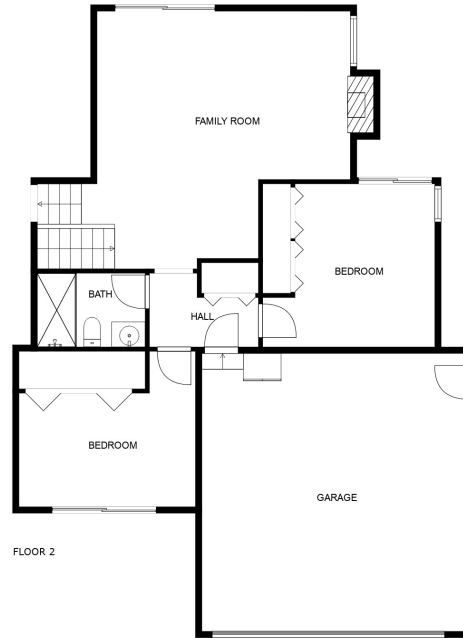 FAMILY ROOM
BEDROOM
BATH
HALL
BEDROOM
GARAGE
FLOOR 2